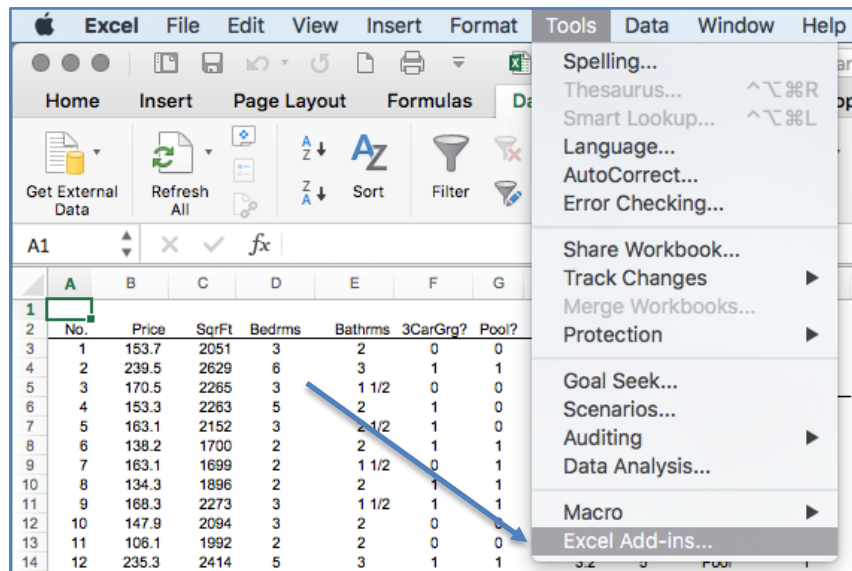 Excel File Edit View Insert Format Tools Data Window Help
Home Insert Page Layout Formulas
Get External Data
Refresh All
A Z
Z A
AZ
Sort
Filter
A1 fx
A B C D E F G
1
2 No. Price SqrFt Bedrms Bathrms 3CarGrg? Pool?
3 1 153.7 2051 3 2 0 0
4 2 239.5 2629 6 3 1 1
5 3 170.5 2265 3 1 1/2 0 0
6 4 153.3 2263 5 2 1 0
7 5 163.1 2152 3 2 1/2 1 0
8 6 138.2 1700 2 2 1 1
9 7 163.1 1699 2 1 1/2 0 1
10 8 134.3 1896 2 2 1 1
11 9 168.3 2273 3 1 1/2 1 1
12 10 147.9 2094 3 2 0
13 11 106.1 1992 2 2 0 0
14 12 235.3 2414 5 3 1 1 3.2 5 Pool 1
Spelling...
Thesaurus... ^⌥⌘R
Smart Lookup... ^⌥⌘L
Language...
AutoCorrect...
Error Checking...
Share Workbook...
Track Changes
Merge Workbooks...
Protection
Goal Seek...
Scenarios...
Auditing
Data Analysis...
Macro
Excel Add-ins...